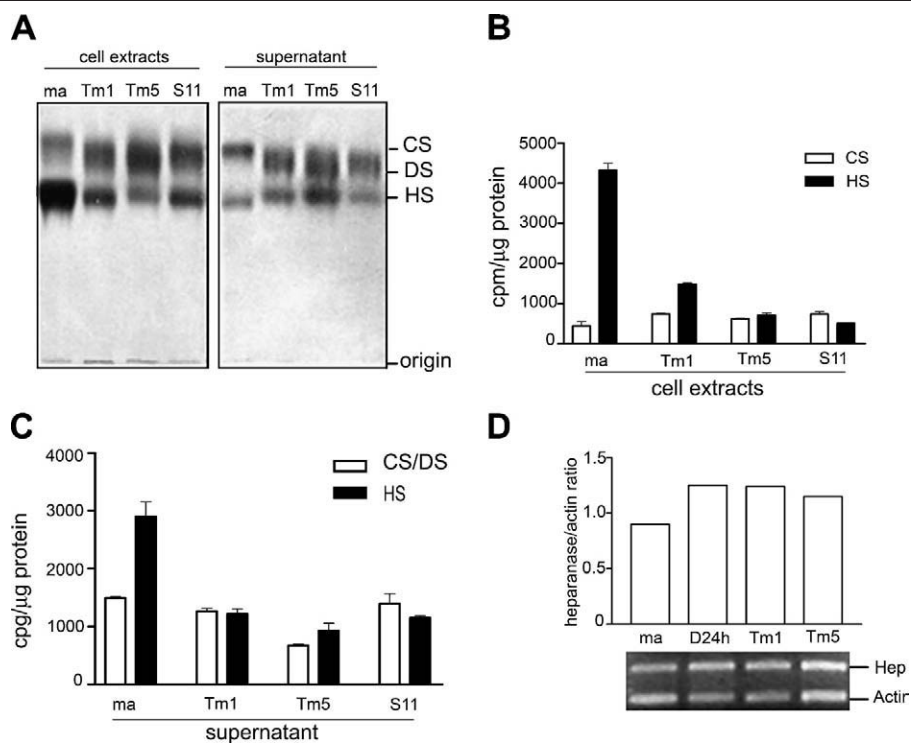 A
cell extracts
supernatant
ma Tm1 Tm5 S11
ma Tm1 Tm5 S11
CS
DS
HS
origin
B
5000
4000
3000
2000
1000
0
cpm/μg protein
CS
HS
ma Tm1 Tm5 S11
cell extracts
C
4000
3000
2000
1000
0
cpg/μg protein
CS/DS
HS
ma Tm1 Tm5 S11
supernatant
D
1.5
1.0
0.5
0
heparanase/actin ratio
ma D24h Tm1 Tm5
Hep
Actin